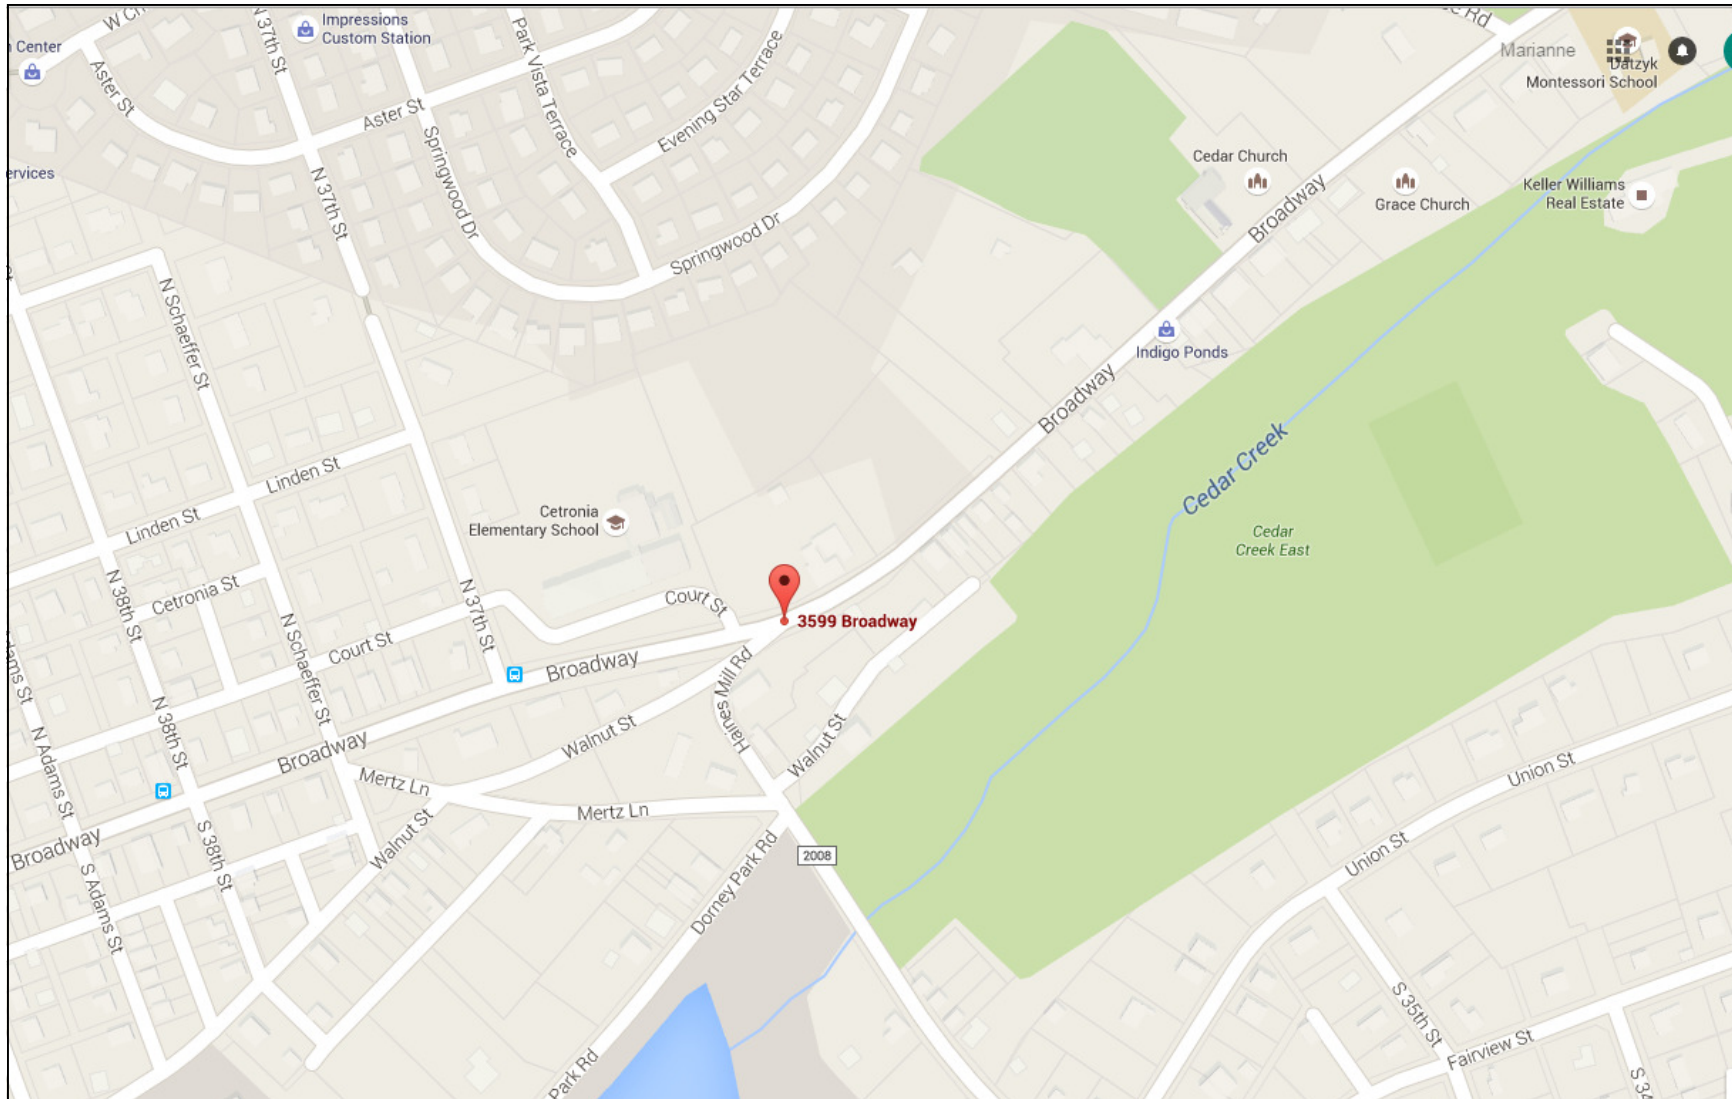 W Ch
N 37th St
Impressions
Custom Station
Park Vista Terrace
Evening Star Terrace
Rd
Marianne
Datzyk
Montessori School
Center
Aster St
Aster St
Springwood Dr
Cedar Church
Broadway
Grace Church
Keller Williams
Real Estate
ervices
N 37th St
Springwood Dr
N Schaeffer St
Indigo Ponds
Broadway
Linden St
Linden St
Cedar Creek
Cetronia
Elementary School
Cedar
Creek East
N 38th St
Cetronia St
N 37th St
Court St
3599 Broadway
N Schaeffer St
Court St
Broadway
Haines Mill Rd
dams St
N 38th St
Walnut St
Walnut St
Broadway
N Adams St
Mertz Ln
Mertz Ln
Union St
Broadway
S 38th St
Walnut St
2008
Union St
S Adams St
Dorney Park Rd
S 35th St
Fairview St
Park Rd
S 34